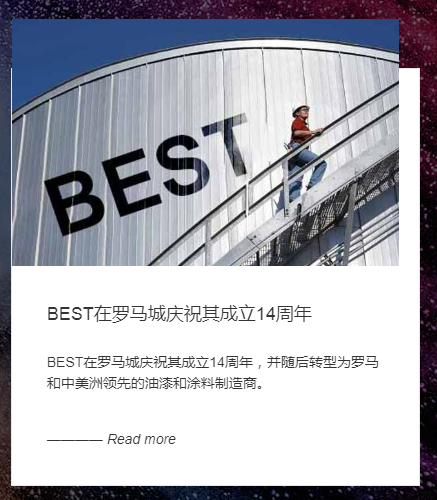 BEST
BEST在罗马城庆祝其成立14周年
BEST在罗马城庆祝其成立14周年，并随后转型为罗马
和中美洲领先的油漆和涂料制造商。
———— Read more